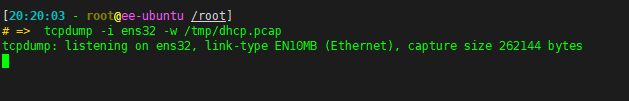 [20:20:03 - root@ee-ubuntu /root]
# => tcpdump -i ens32 -w /tmp/dhcp.pcap
tcpdump: listening on ens32, link-type EN10MB (Ethernet), capture size 262144 bytes